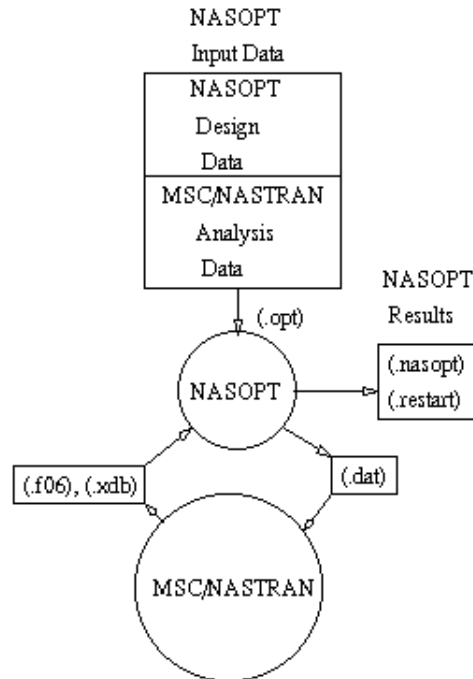 NASOPT
Input Data
NASOPT
Design
Data
MSC/NASTRAN
Analysis
Data
(.opt)
NASOPT
Results
(.nasopt)
(.restart)
NASOPT
(.f06), (.xdb)
(.dat)
MSC/NASTRAN